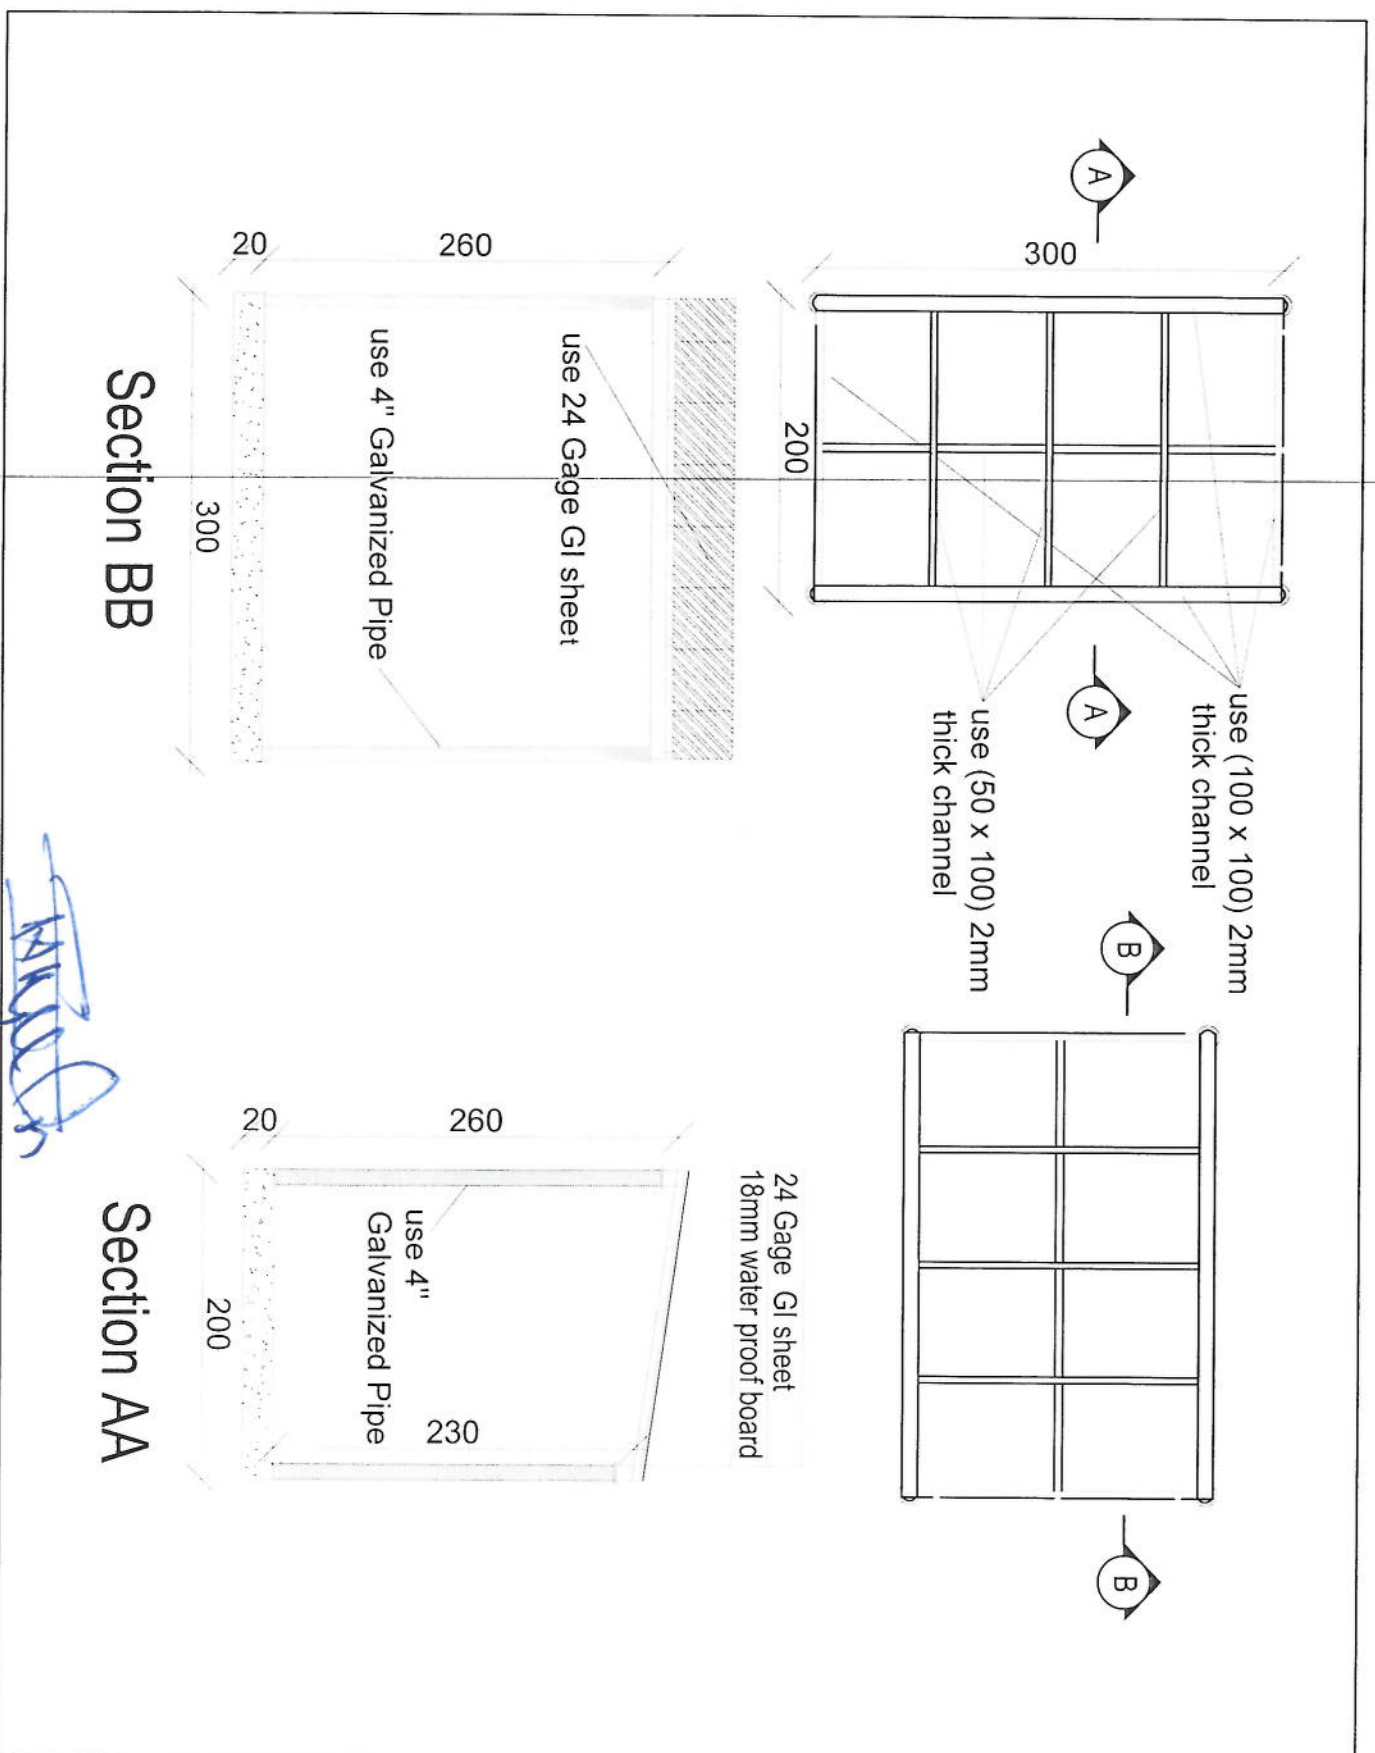 A
300
200
A
use (100 x 100) 2mm
thick channel
use (50 x 100) 2mm
thick channel
B
B
20
260
use 24 Gage GI sheet
use 4" Galvanized Pipe
300
Section BB
20
260
24 Gage GI sheet
18mm water proof board
use 4"
Galvanized Pipe
230
200
Section AA